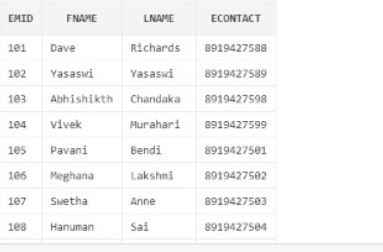 EMID FNAME LNAME ECONTACT
101 Dave Richards 8919427588
102 Yasaswi Yasaswi 8919427589
103 Abhishikth Chandaka 8919427598
104 Vivek Murahari 8919427599
105 Pavani Bendi 8919427501
106 Meghana Lakshmi 8919427502
107 Swetha Anne 8919427503
108 Hanuman Sai 8919427504